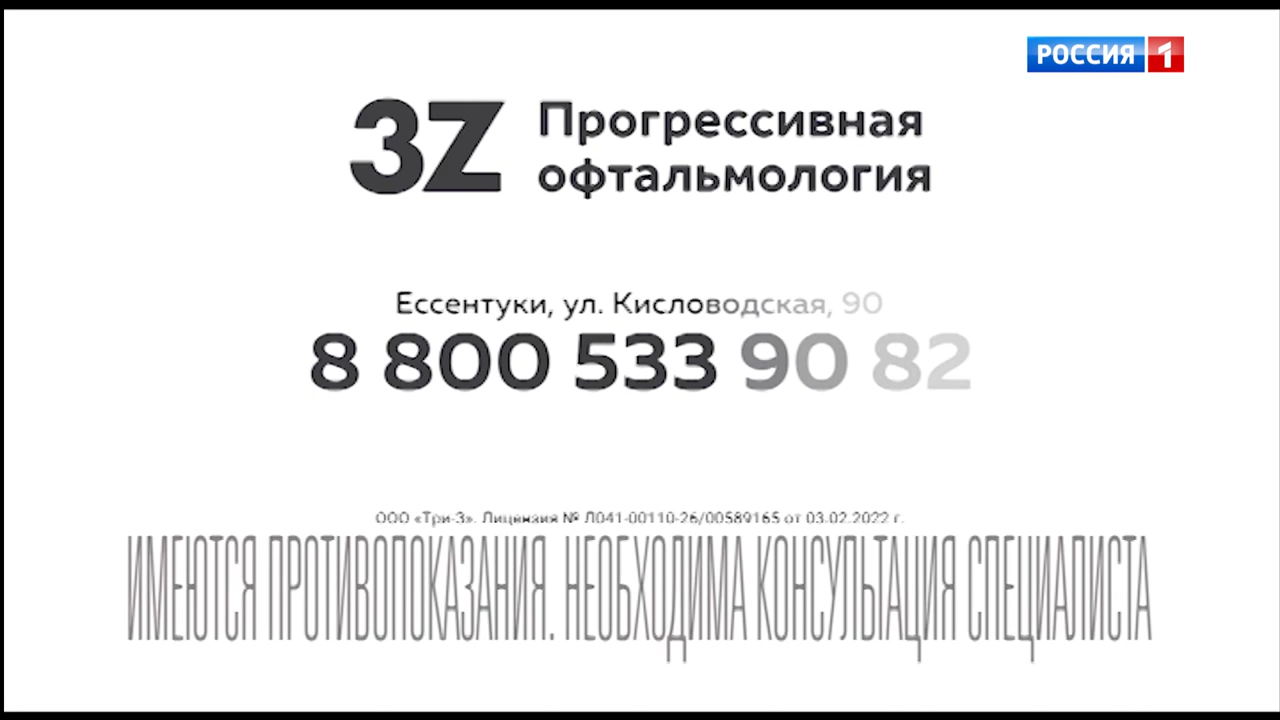 РОССИЯ 1
3Z Прогрессивная
офтальмология
Ессентуки, ул. Кисловодская, 90
8 800 533 90 82
ООО «Три-З». Лицензия № Л041-00110-26/00589165 от 03.02.2022 г.
ИМЕЮТСЯ ПРОТИВОПОКАЗАНИЯ. НЕОБХОДИМА КОНСУЛЬТАЦИЯ СПЕЦИАЛИСТА